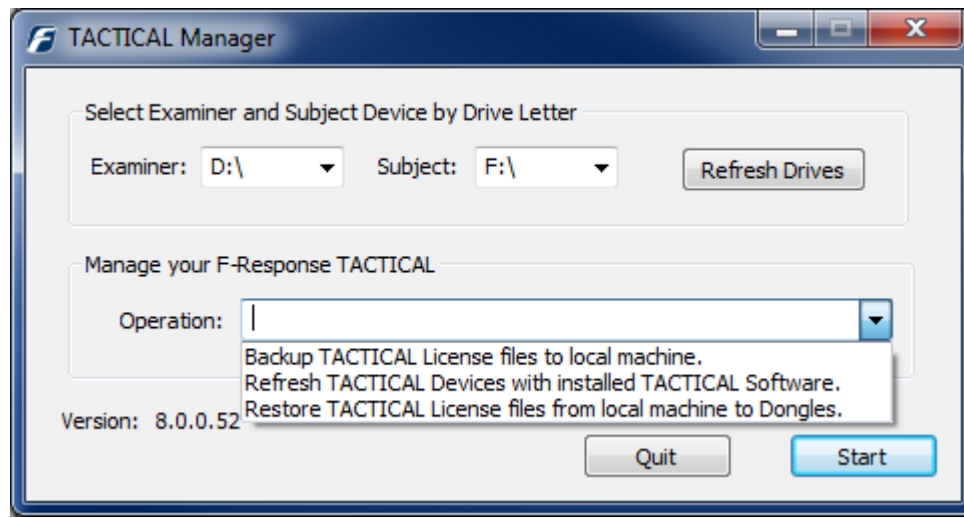 TACTICAL Manager
Select Examiner and Subject Device by Drive Letter
Examiner: D:\ Subject: F:\ Refresh Drives
Manage your F-Response TACTICAL
Operation:
Backup TACTICAL License files to local machine.
Refresh TACTICAL Devices with installed TACTICAL Software.
Restore TACTICAL License files from local machine to Dongles.
Version: 8.0.0.52
Quit Start